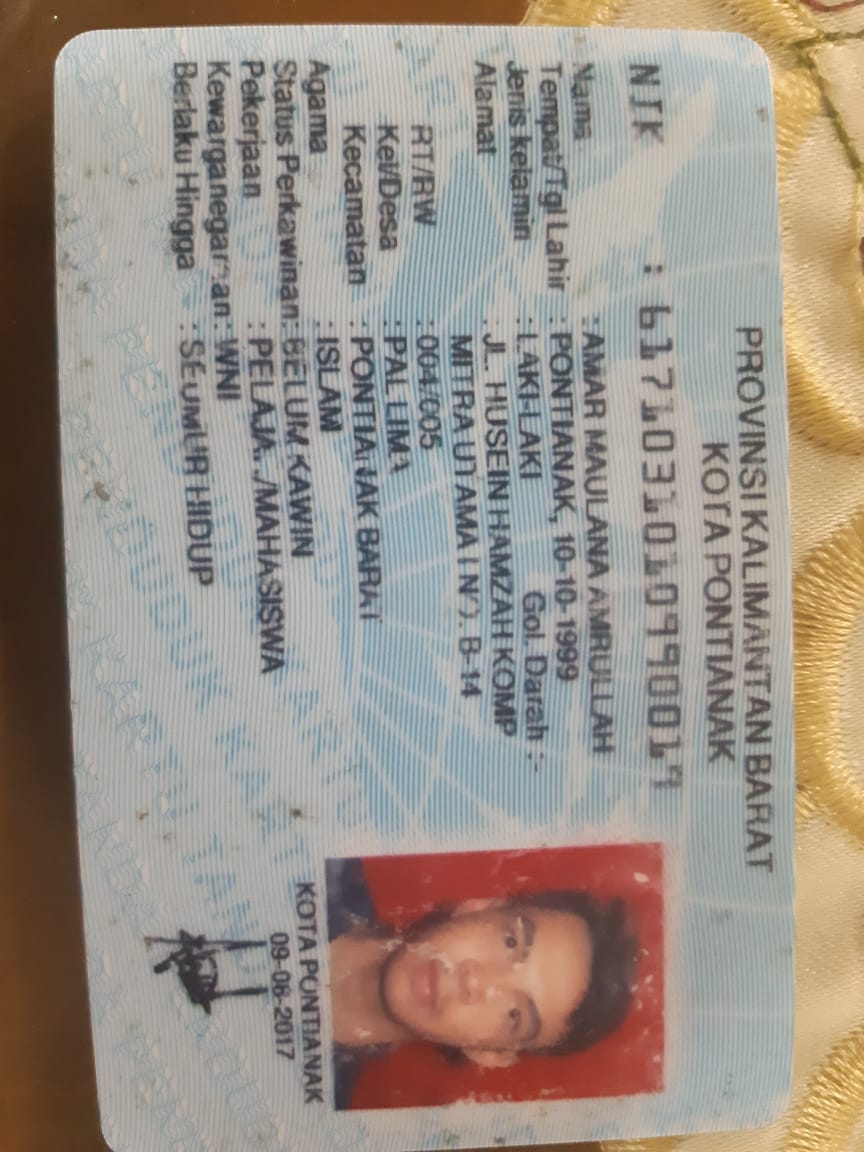 PROVINSI KALIMANTAN BARAT
KOTA PONTIANAK
NIK : 6171031010990017
Nama : AMAR MAULANA AMRULLAH
Tempat/Tgl Lahir : PONTIANAK, 10-10-1999
Jenis kelamin : LAKI-LAKI Gol. Darah :-
Alamat : JL. HUSEIN HAMZAH KOMP
MITRA UTAMA I NO. B-14
RT/RW : 004/005
Kel/Desa : PAL LIMA
Kecamatan : PONTIANAK BARAT
Agama : ISLAM
Status Perkawinan: BELUM KAWIN
Pekerjaan : PELAJAR/MAHASISWA
Kewarganegaraan: WNI
Berlaku Hingga : SEUMUR HIDUP
KOTA PONTIANAK
09-06-2017